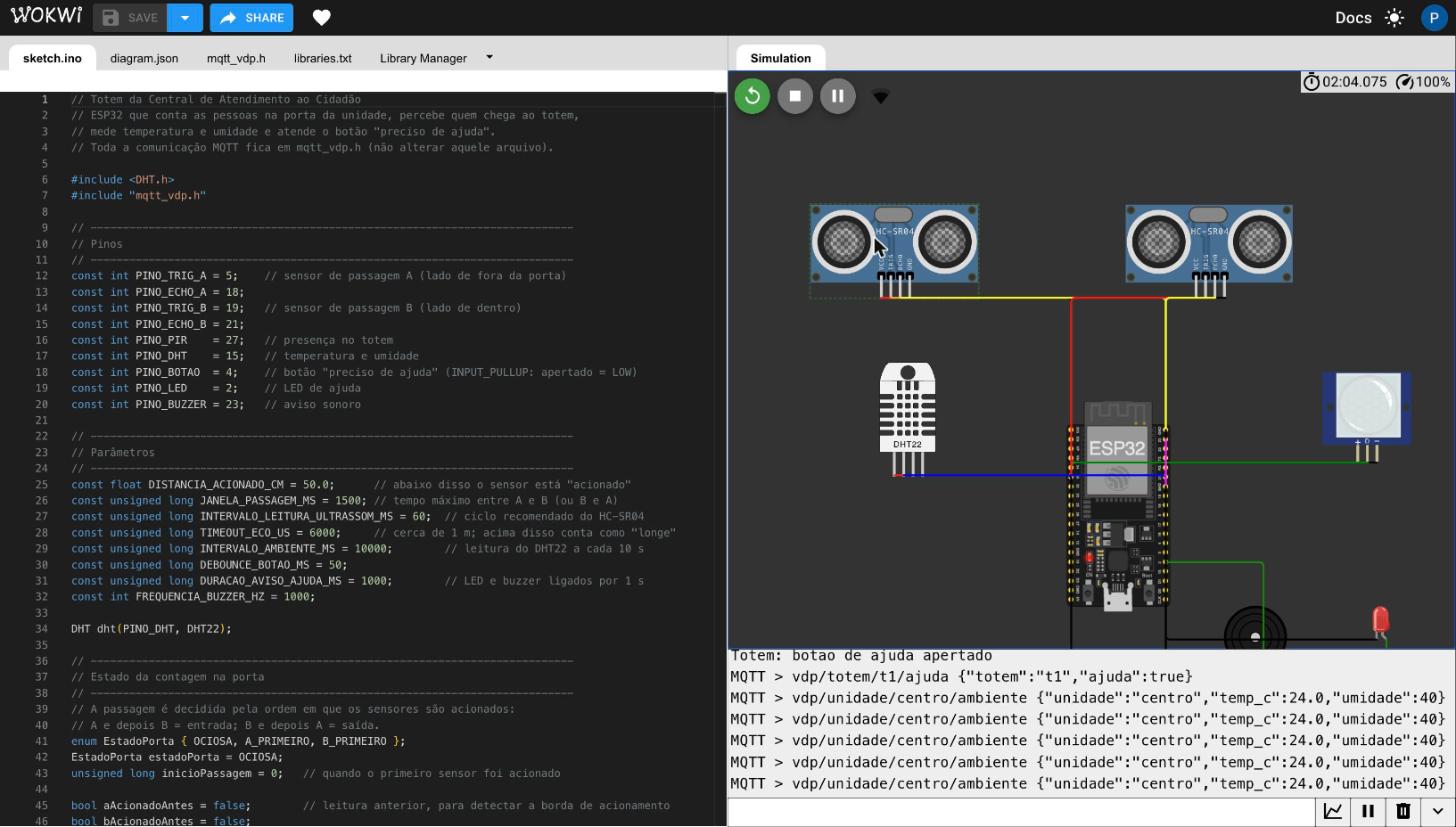 WOKWI
SAVE
SHARE
Docs
P
sketch.ino
diagram.json
mqtt_vdp.h
libraries.txt
Library Manager
1 // Totem da Central de Atendimento ao Cidadão
2 // ESP32 que conta as pessoas na porta da unidade, percebe quem chega ao totem,
3 // mede temperatura e umidade e atende o botão "preciso de ajuda".
4 // Toda a comunicação MQTT fica em mqtt_vdp.h (não alterar aquele arquivo).
5
6 #include <DHT.h>
7 #include "mqtt_vdp.h"
8
9 // ---------------------------------------------------------------------------
10 // Pinos
11 // ---------------------------------------------------------------------------
12 const int PINO_TRIG_A = 5; // sensor de passagem A (lado de fora da porta)
13 const int PINO_ECHO_A = 18;
14 const int PINO_TRIG_B = 19; // sensor de passagem B (lado de dentro)
15 const int PINO_ECHO_B = 21;
16 const int PINO_PIR = 27; // presença no totem
17 const int PINO_DHT = 15; // temperatura e umidade
18 const int PINO_BOTAO = 4; // botão "preciso de ajuda" (INPUT_PULLUP: apertado = LOW)
19 const int PINO_LED = 2; // LED de ajuda
20 const int PINO_BUZZER = 23; // aviso sonoro
21
22 // ---------------------------------------------------------------------------
23 // Parâmetros
24 // ---------------------------------------------------------------------------
25 const float DISTANCIA_ACIONADO_CM = 50.0; // abaixo disso o sensor está "acionado"
26 const unsigned long JANELA_PASSAGEM_MS = 1500; // tempo máximo entre A e B (ou B e A)
27 const unsigned long INTERVALO_LEITURA_ULTRASSOM_MS = 60; // ciclo recomendado do HC-SR04
28 const unsigned long TIMEOUT_ECO_US = 6000; // cerca de 1 m; acima disso conta como "longe"
29 const unsigned long INTERVALO_AMBIENTE_MS = 10000; // leitura do DHT22 a cada 10 s
30 const unsigned long DEBOUNCE_BOTAO_MS = 50;
31 const unsigned long DURACAO_AVISO_AJUDA_MS = 1000; // LED e buzzer ligados por 1 s
32 const int FREQUENCIA_BUZZER_HZ = 1000;
33
34 DHT dht(PINO_DHT, DHT22);
35
36 // ---------------------------------------------------------------------------
37 // Estado da contagem na porta
38 // ---------------------------------------------------------------------------
39 // A passagem é decidida pela ordem em que os sensores são acionados:
40 // A e depois B = entrada; B e depois A = saída.
41 enum EstadoPorta { OCIOSA, A_PRIMEIRO, B_PRIMEIRO };
42 EstadoPorta estadoPorta = OCIOSA;
43 unsigned long inicioPassagem = 0; // quando o primeiro sensor foi acionado
44
45 bool aAcionadoAntes = false; // leitura anterior, para detectar a borda de acionamento
46 bool bAcionadoAntes = false;
Simulation
02:04.075 100%
HC-SR04
VCC TRIG ECHO GND
HC-SR04
VCC TRIG ECHO GND
DHT22
ESP32
Totem: botao de ajuda apertado
MQTT > vdp/totem/t1/ajuda {"totem":"t1","ajuda":true}
MQTT > vdp/unidade/centro/ambiente {"unidade":"centro","temp_c":24.0,"umidade":40}
MQTT > vdp/unidade/centro/ambiente {"unidade":"centro","temp_c":24.0,"umidade":40}
MQTT > vdp/unidade/centro/ambiente {"unidade":"centro","temp_c":24.0,"umidade":40}
MQTT > vdp/unidade/centro/ambiente {"unidade":"centro","temp_c":24.0,"umidade":40}
MQTT > vdp/unidade/centro/ambiente {"unidade":"centro","temp_c":24.0,"umidade":40}